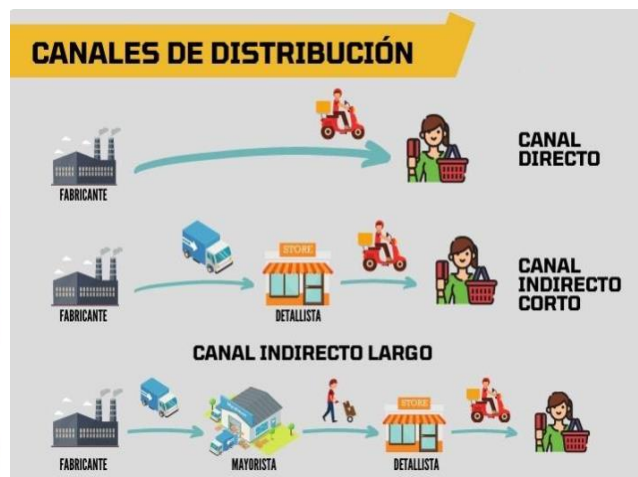 CANALES DE DISTRIBUCIÓN
CANAL
DIRECTO
FABRICANTE
STORE
CANAL
INDIRECTO
CORTO
FABRICANTE
DETALLISTA
CANAL INDIRECTO LARGO
STORE
FABRICANTE
MAYORISTA
DETALLISTA